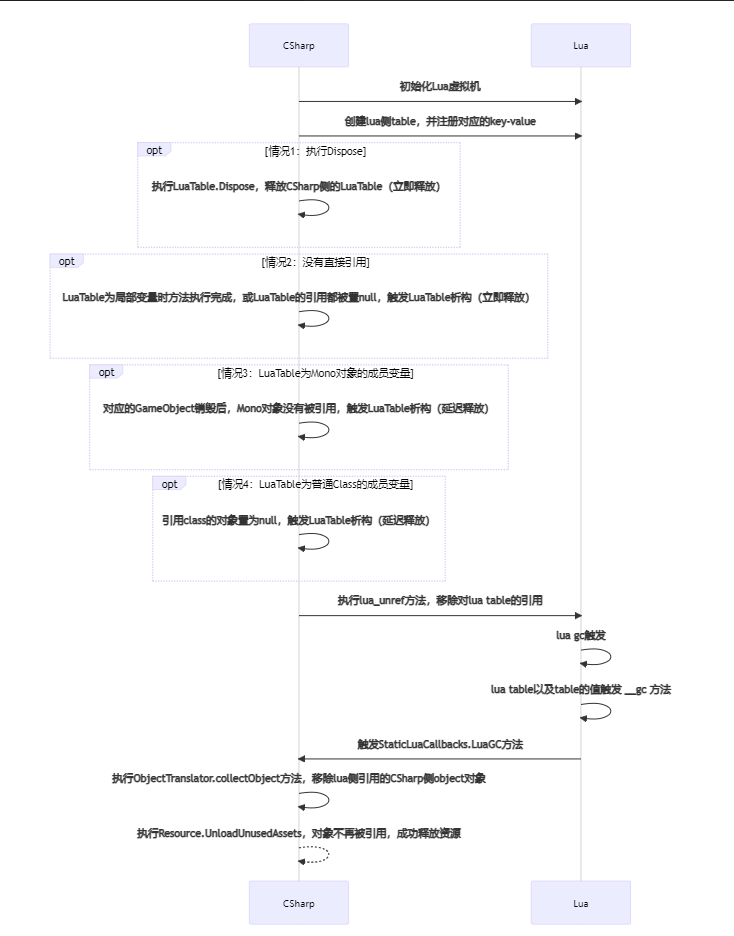 CSharp
Lua
初始化Lua虚拟机
创建lua侧table，并注册对应的key-value
opt
[情况1：执行Dispose]
执行LuaTable.Dispose，释放CSharp侧的LuaTable（立即释放）
opt
[情况2：没有直接引用]
LuaTable为局部变量时方法执行完成，或LuaTable的引用都被置null，触发LuaTable析构（立即释放）
opt
[情况3：LuaTable为Mono对象的成员变量]
对应的GameObject销毁后，Mono对象没有被引用，触发LuaTable析构（延迟释放）
opt
[情况4：LuaTable为普通Class的成员变量]
引用class的对象置为null，触发LuaTable析构（延迟释放）
执行lua_unref方法，移除对lua table的引用
lua gc触发
lua table以及table的值触发 __gc 方法
触发StaticLuaCallbacks.LuaGC方法
执行ObjectTranslator.collectObject方法，移除lua侧引用的CSharp侧object对象
执行Resource.UnloadUnusedAssets，对象不再被引用，成功释放资源
CSharp
Lua